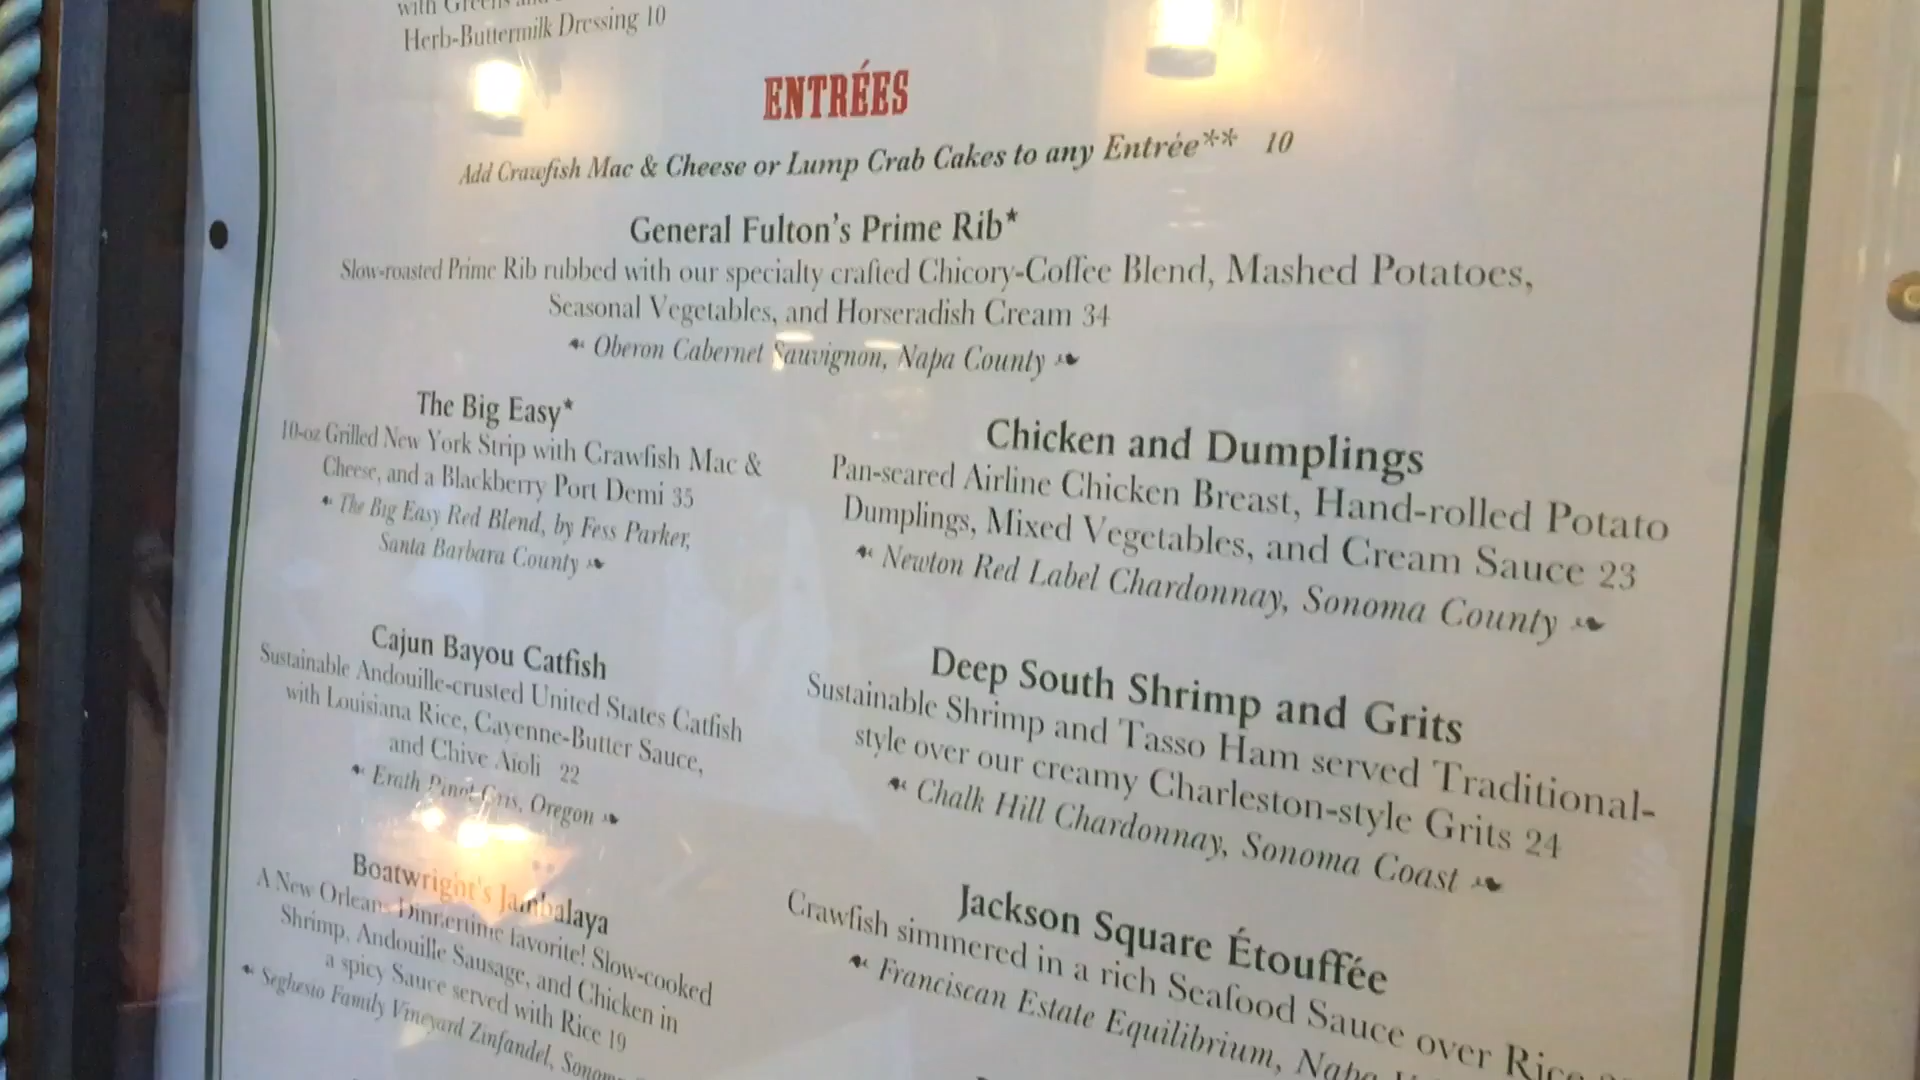 with Greens and
Herb-Buttermilk Dressing 10
ENTRÉES
Add Crawfish Mac & Cheese or Lump Crab Cakes to any Entrée** 10
General Fulton's Prime Rib*
Slow-roasted Prime Rib rubbed with our specialty crafted Chicory-Coffee Blend, Mashed Potatoes,
Seasonal Vegetables, and Horseradish Cream 34
Oberon Cabernet Sauvignon, Napa County
The Big Easy*
10-oz Grilled New York Strip with Crawfish Mac &
Cheese, and a Blackberry Port Demi 35
The Big Easy Red Blend, by Fess Parker,
Santa Barbara County
Chicken and Dumplings
Pan-seared Airline Chicken Breast, Hand-rolled Potato
Dumplings, Mixed Vegetables, and Cream Sauce 23
Newton Red Label Chardonnay, Sonoma County
Cajun Bayou Catfish
Sustainable Andouille-crusted United States Catfish
with Louisiana Rice, Cayenne-Butter Sauce,
and Chive Aioli 22
Erath Pinot Gris, Oregon
Deep South Shrimp and Grits
Sustainable Shrimp and Tasso Ham served Traditional-
style over our creamy Charleston-style Grits 24
Chalk Hill Chardonnay, Sonoma Coast
Boatwright's Jambalaya
A New Orleans Dinnertime favorite! Slow-cooked
Shrimp, Andouille Sausage, and Chicken in
a spicy Sauce served with Rice 19
Seghesio Family Vineyard Zinfandel,
Jackson Square Étouffée
Crawfish simmered in a rich Seafood Sauce over Rice
Franciscan Estate Equilibrium, Napa